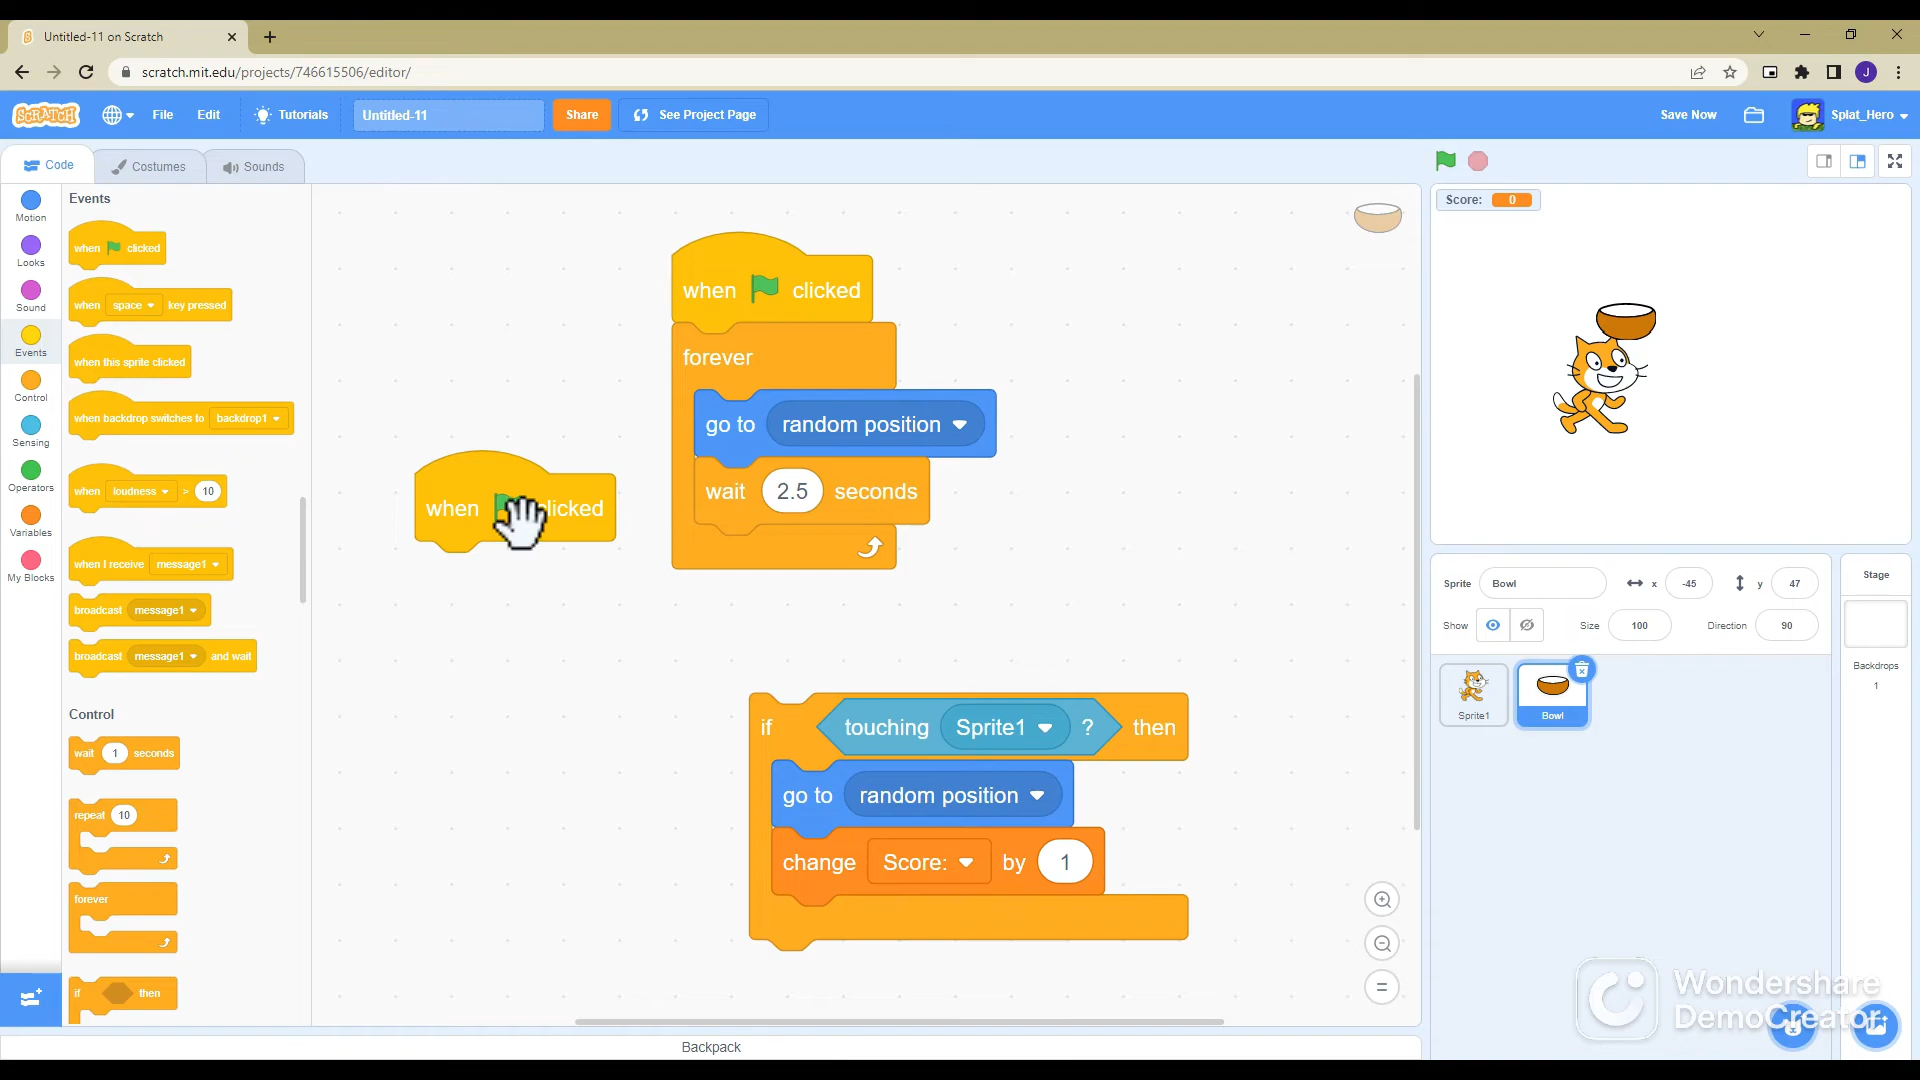 Untitled-11 on Scratch
scratch.mit.edu/projects/746615506/editor/
J
SCRATCH
File
Edit
Tutorials
Untitled-11
Share
See Project Page
Save Now
Splat_Hero
Code
Costumes
Sounds
Motion
Looks
Sound
Events
Control
Sensing
Operators
Variables
My Blocks
Events
when clicked
when space key pressed
when this sprite clicked
when backdrop switches to backdrop1
when loudness > 10
when I receive message1
broadcast message1
broadcast message1 and wait
Control
wait 1 seconds
repeat 10
forever
if then
when clicked
forever
go to random position
wait 2.5 seconds
when clicked
if touching Sprite1 ? then
go to random position
change Score: by 1
Backpack
Score: 0
Sprite Bowl x -45 y 47
Show Size 100 Direction 90
Sprite1
Bowl
Stage
Backdrops
1
Wondershare
DemoCreator